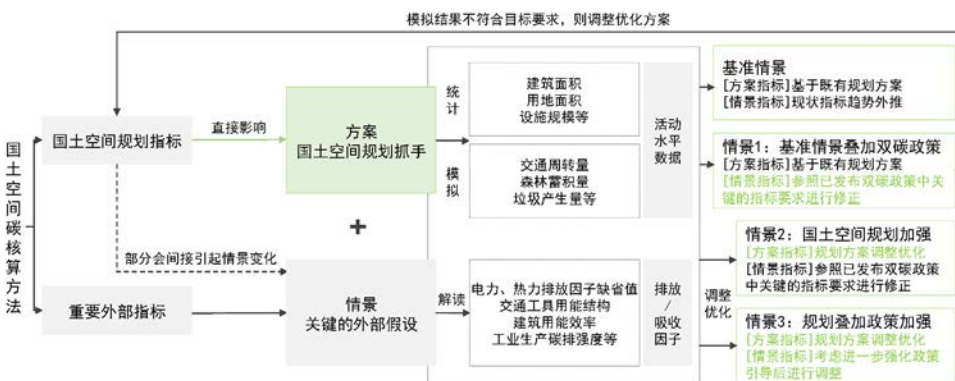 模拟结果不符合目标要求，则调整优化方案
国土空间碳核算方法
国土空间规划指标
直接影响
方案
国土空间规划抓手
统计
建筑面积
用地面积
设施规模等
模拟
交通周转量
森林蓄积量
垃圾产生量等
活动
水平
数据
+
部分会间接引起情景变化
重要外部指标
情景
关键的外部假设
解读
电力、热力排放因子缺省值
交通工具用能结构
建筑用能效率
工业生产碳排强度等
排放
/
吸收
因子
调整
优化
基准情景
[方案指标]基于既有规划方案
[情景指标]现状指标趋势外推
情景1：基准情景叠加双碳政策
[方案指标]基于既有规划方案
[情景指标]参照已发布双碳政策中关
键的指标要求进行修正
情景2：国土空间规划加强
[方案指标]规划方案调整优化
[情景指标]参照已发布双碳政策
中关键的指标要求进行修正
情景3：规划叠加政策加强
[方案指标]规划方案调整优化
[情景指标]考虑进一步强化政策
引导后进行调整